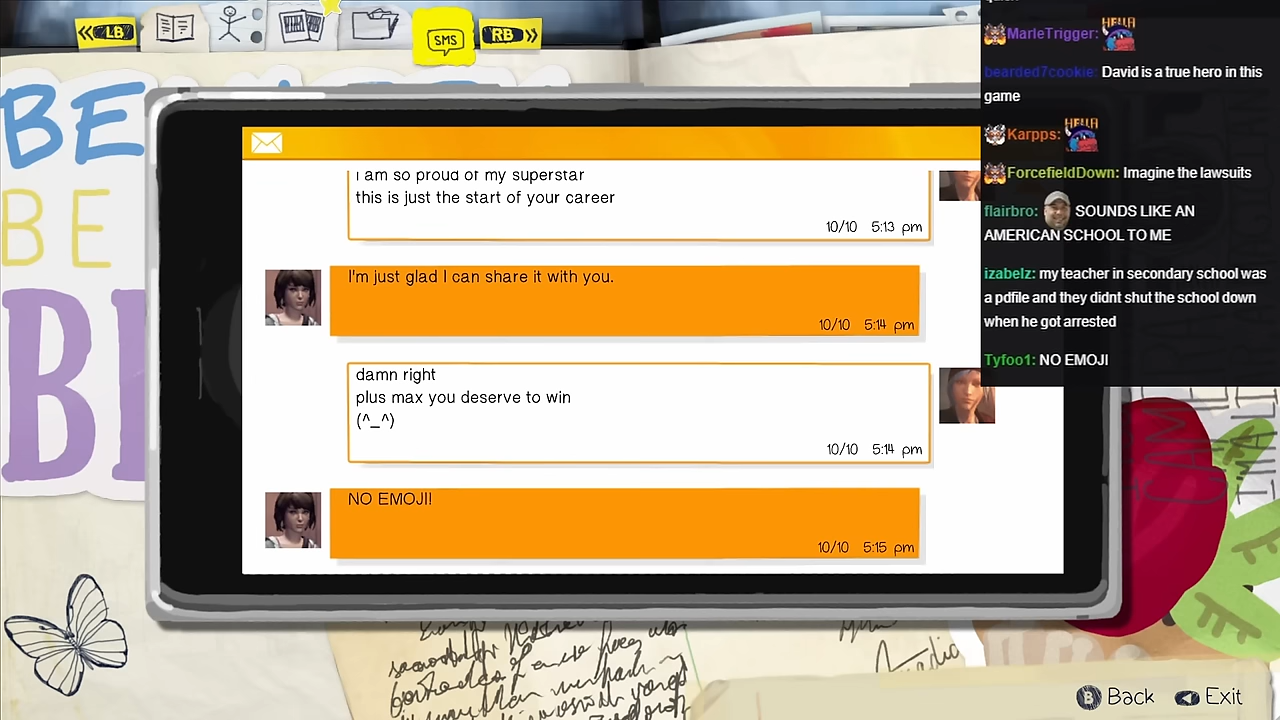 LB
SMS
RB
BE
BE
i am so proud of my superstar
this is just the start of your career
10/10 5:13 pm
I'm just glad I can share it with you.
10/10 5:14 pm
damn right
plus max you deserve to win
(^_^)
10/10 5:14 pm
NO EMOJI!
10/10 5:15 pm
MarleTrigger: HELLA
bearded7cookie: David is a true hero in this
game
Karpps: HELLA
ForcefieldDown: Imagine the lawsuits
flairbro: SOUNDS LIKE AN
AMERICAN SCHOOL TO ME
izabelz: my teacher in secondary school was
a pdfile and they didnt shut the school down
when he got arrested
Tyfoo1: NO EMOJI
B Back
Exit